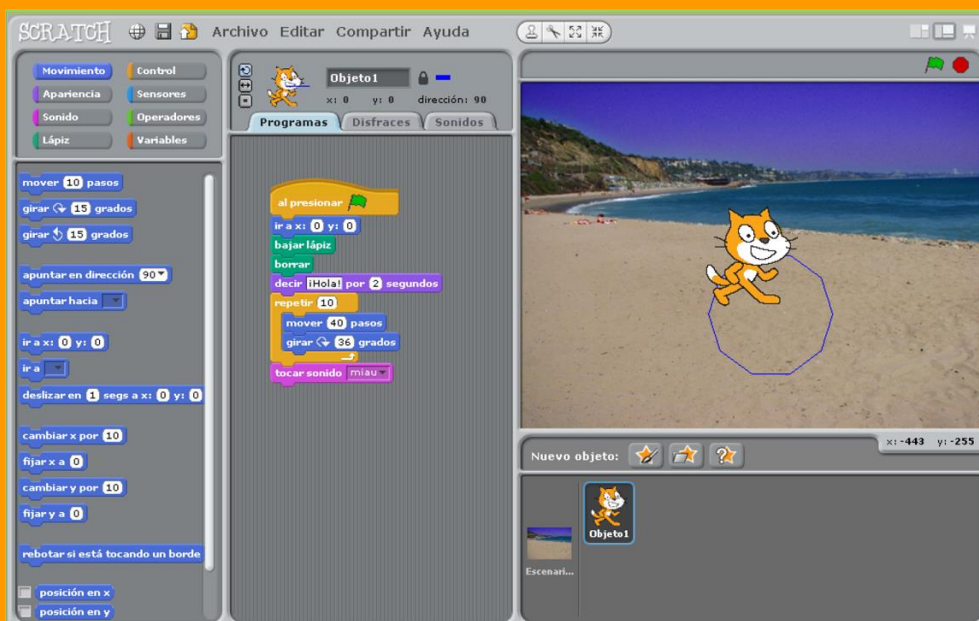 SCRATCH Archivo Editar Compartir Ayuda
Movimiento Control
Apariencia Sensores
Sonido Operadores
Lápiz Variables
mover 10 pasos
girar 15 grados
girar 15 grados
apuntar en dirección 90
apuntar hacia
ir a x: 0 y: 0
ir a
deslizar en 1 segs a x: 0 y: 0
cambiar x por 10
fijar x a 0
cambiar y por 10
fijar y a 0
rebotar si está tocando un borde
posición en x
posición en y
Objeto1
x: 0 y: 0 dirección: 90
Programas Disfraces Sonidos
al presionar
ir a x: 0 y: 0
bajar lápiz
borrar
decir ¡Hola! por 2 segundos
repetir 10
mover 40 pasos
girar 36 grados
tocar sonido miau
x: -443 y: -255
Nuevo objeto:
Objeto1
Escenari...